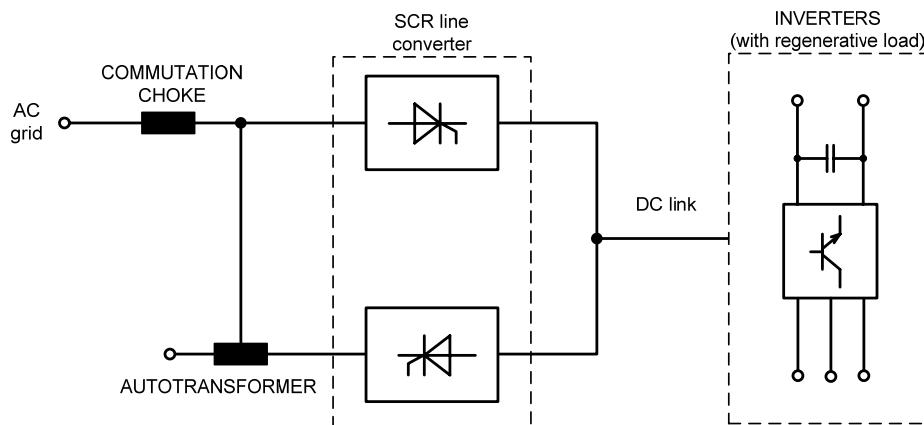 SCR line
converter
INVERTERS
(with regenerative load)
COMMUTATION
CHOKE
AC
grid
DC link
AUTOTRANSFORMER